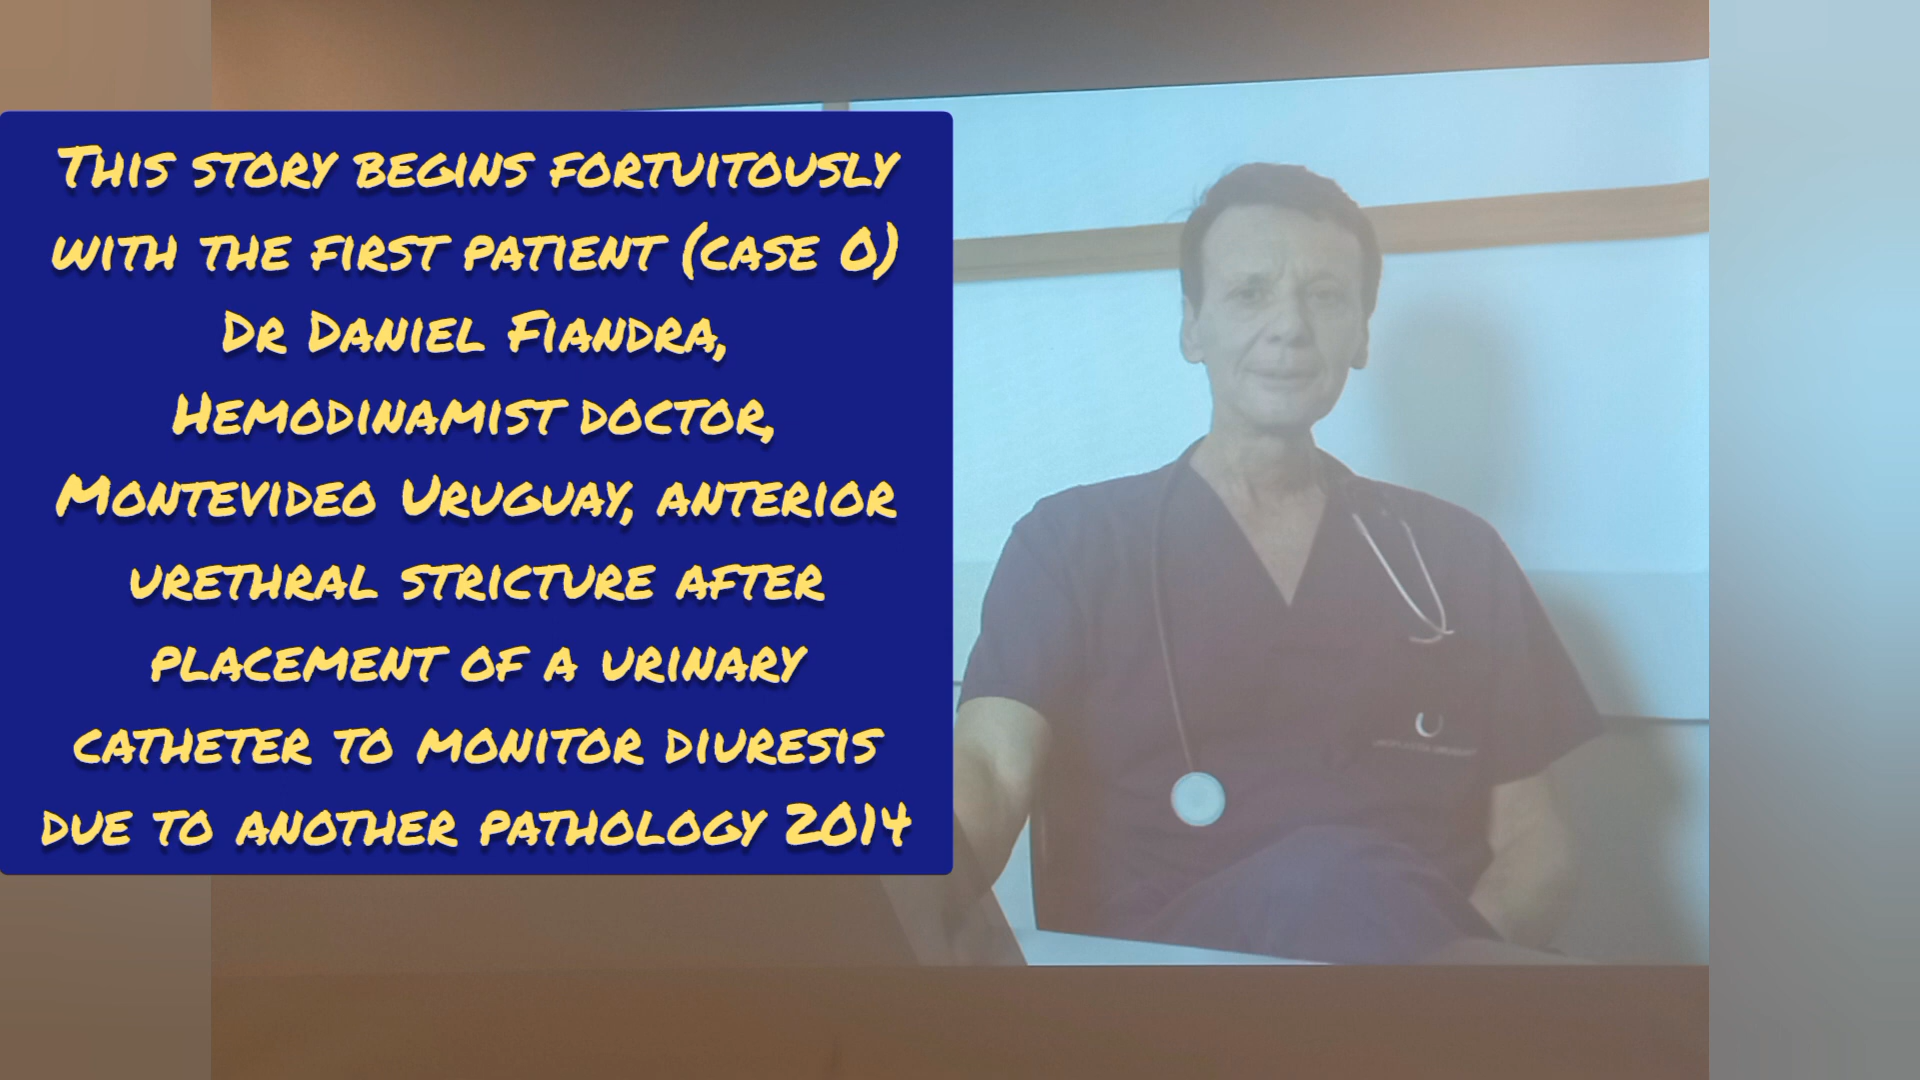 This story begins fortuitously
with the first patient (case 0)
Dr Daniel Fiandra,
Hemodinamist doctor,
Montevideo Uruguay, anterior
urethral stricture after
placement of a urinary
catheter to monitor diuresis
due to another pathology 2014